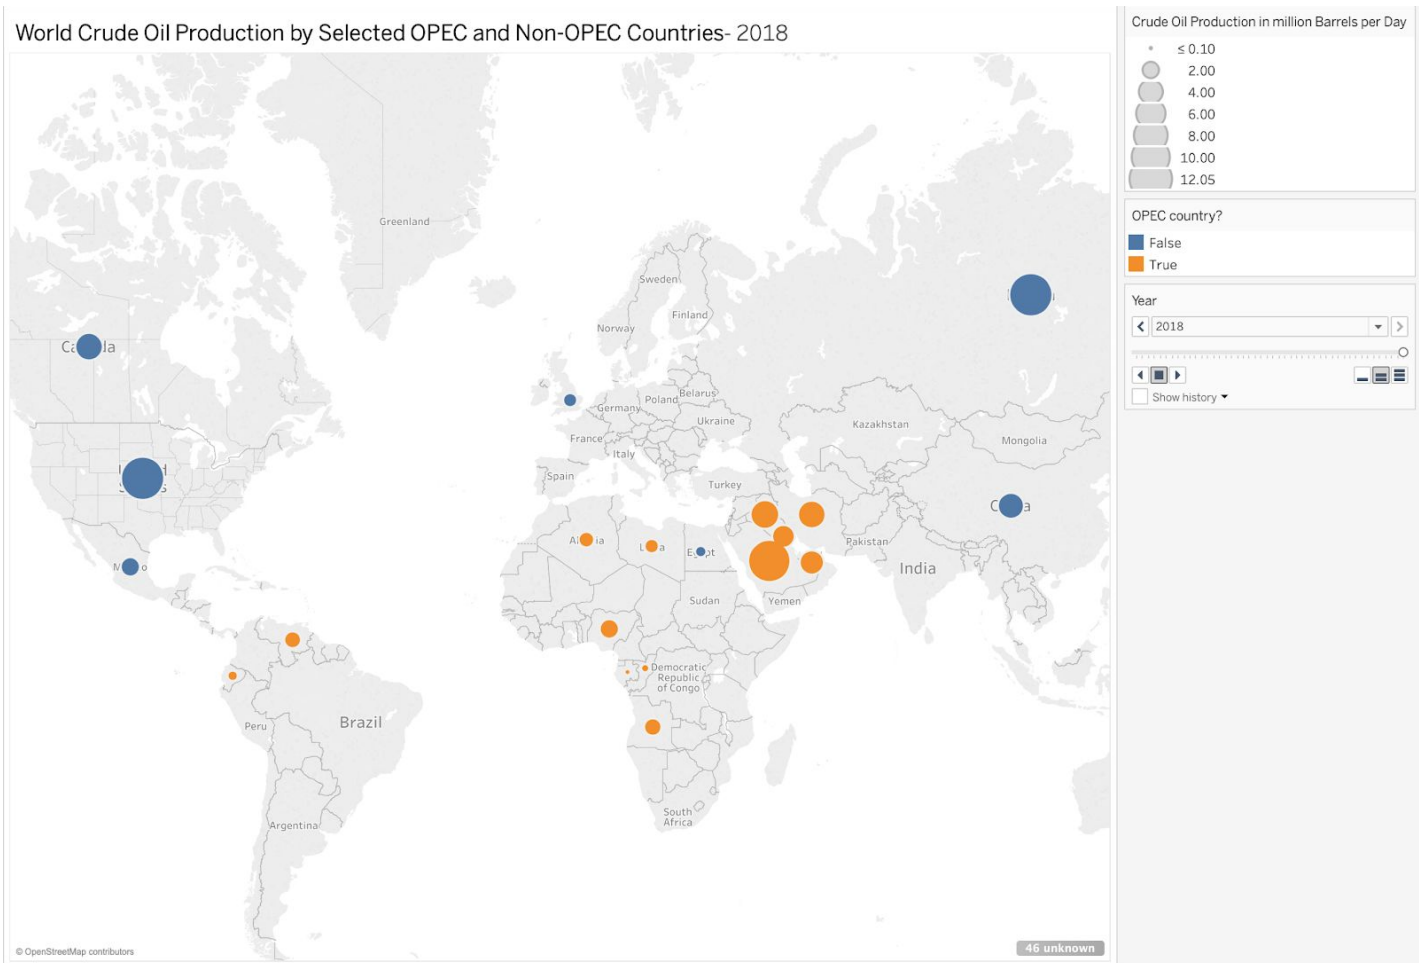 World Crude Oil Production by Selected OPEC and Non-OPEC Countries- 2018
Greenland
Sweden
Finland
Norway
Poland
Belarus
Germany
Ukraine
France
Italy
Spain
Turkey
Kazakhstan
Mongolia
Pakistan
India
Yemen
Sudan
Democratic
Republic
of Congo
Brazil
Peru
Argentina
South
Africa
© OpenStreetMap contributors
46 unknown
Crude Oil Production in million Barrels per Day
≤ 0.10
2.00
4.00
6.00
8.00
10.00
12.05
OPEC country?
False
True
Year
2018
Show history